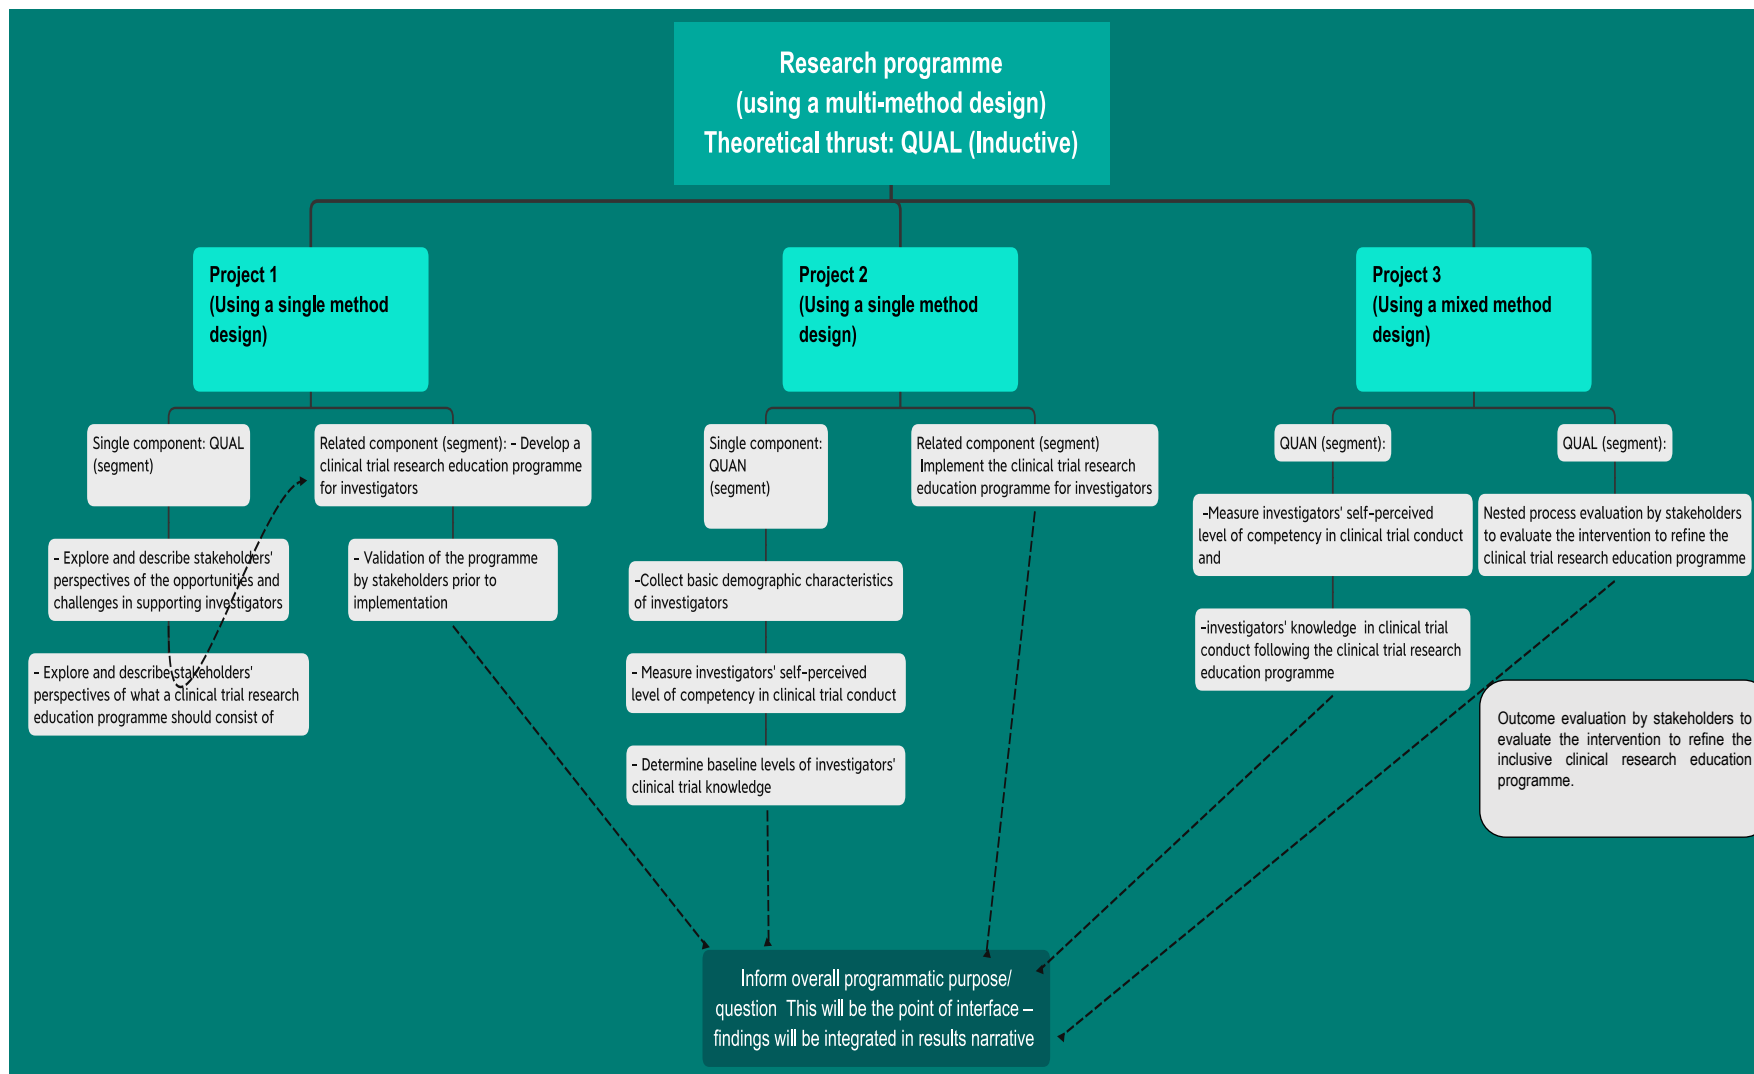 Research programme
(using a multi-method design)
Theoretical thrust: QUAL (Inductive)
Project 1
(Using a single method
design)
Project 2
(Using a single method
design)
Project 3
(Using a mixed method
design)
Single component: QUAL
(segment)
Related component (segment): - Develop a
clinical trial research education programme
for investigators
- Explore and describe stakeholders'
perspectives of the opportunities and
challenges in supporting investigators
- Validation of the programme
by stakeholders prior to
implementation
- Explore and describe stakeholders'
perspectives of what a clinical trial research
education programme should consist of
Single component:
QUAN
(segment)
Related component (segment)
Implement the clinical trial research
education programme for investigators
-Collect basic demographic characteristics
of investigators
- Measure investigators' self-perceived
level of competency in clinical trial conduct
- Determine baseline levels of investigators'
clinical trial knowledge
QUAN (segment):
QUAL (segment):
-Measure investigators' self-perceived
level of competency in clinical trial conduct
and
Nested process evaluation by stakeholders
to evaluate the intervention to refine the
clinical trial research education programme
-investigators' knowledge in clinical trial
conduct following the clinical trial research
education programme
Outcome evaluation by stakeholders to
evaluate the intervention to refine the
inclusive clinical research education
programme.
Inform overall programmatic purpose/
question This will be the point of interface –
findings will be integrated in results narrative